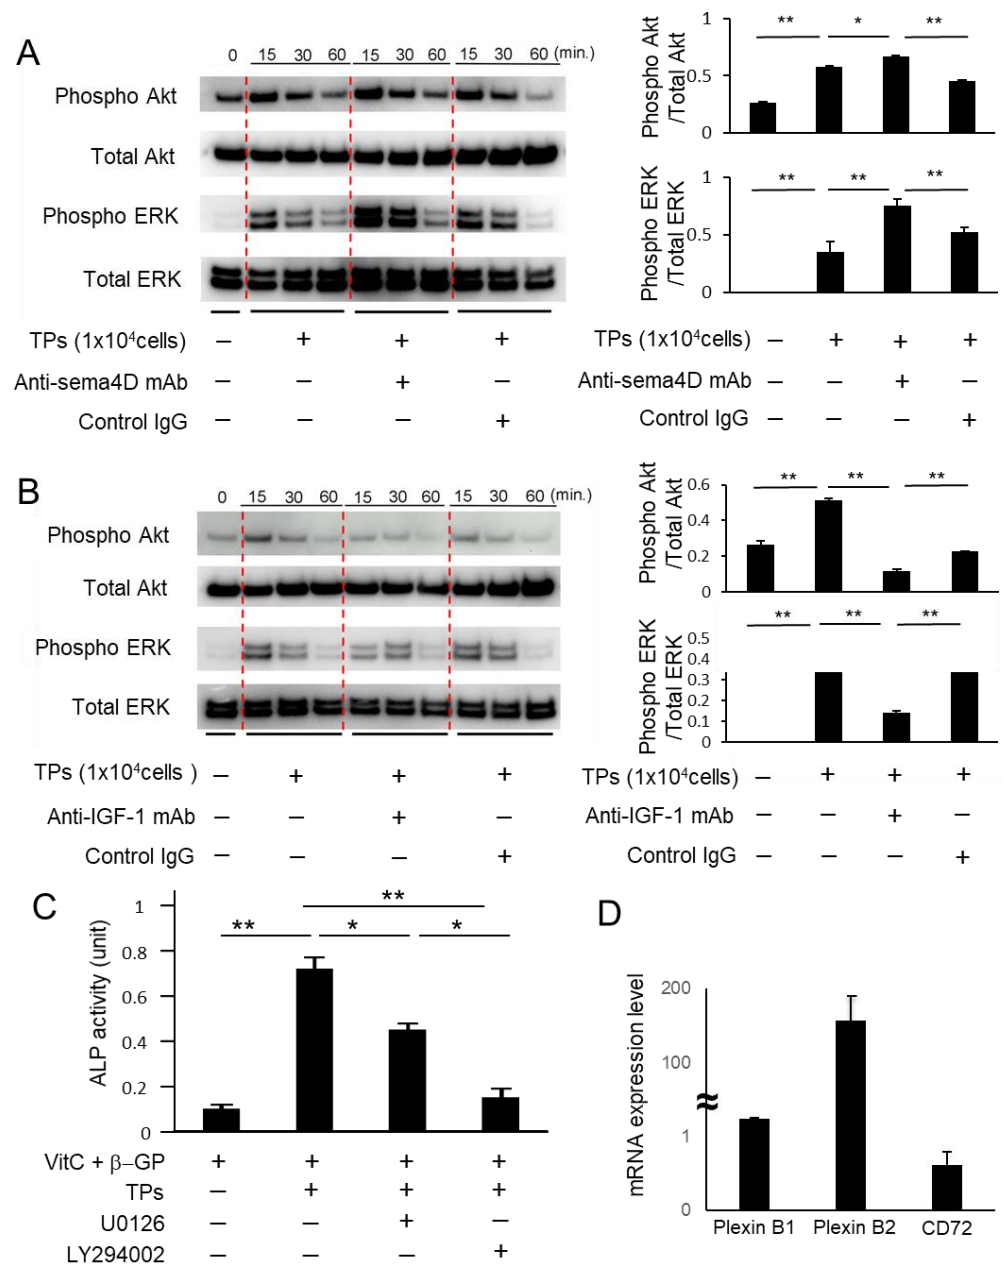 A
0 15 30 60 15 30 60 15 30 60 (min.)
Phospho Akt
Total Akt
Phospho ERK
Total ERK
TPs (1x10⁴cells) – + + +
Anti-sema4D mAb – – + –
Control IgG – – – +
Phospho Akt
/Total Akt
1
0.5
0
** * **
Phospho ERK
/Total ERK
1
0.5
0
** ** **
TPs (1x10⁴cells) – + + +
Anti-sema4D mAb – – + –
Control IgG – – – +
B
0 15 30 60 15 30 60 15 30 60 (min.)
Phospho Akt
Total Akt
Phospho ERK
Total ERK
TPs (1x10⁴cells ) – + + +
Anti-IGF-1 mAb – – + –
Control IgG – – – +
Phospho Akt
/Total Akt
0.6
0.4
0.2
0
** ** **
Phospho ERK
/Total ERK
0.5
0.4
0.3
0.2
0.1
0
** ** **
TPs (1x10⁴cells) – + + +
Anti-IGF-1 mAb – – + –
Control IgG – – – +
C
ALP activity (unit)
1
0.8
0.6
0.4
0.2
0
**
** * *
VitC + β–GP + + + +
TPs – + + +
U0126 – – + –
LY294002 – – – +
D
mRNA expression level
200
100
≈
1
0
Plexin B1 Plexin B2 CD72